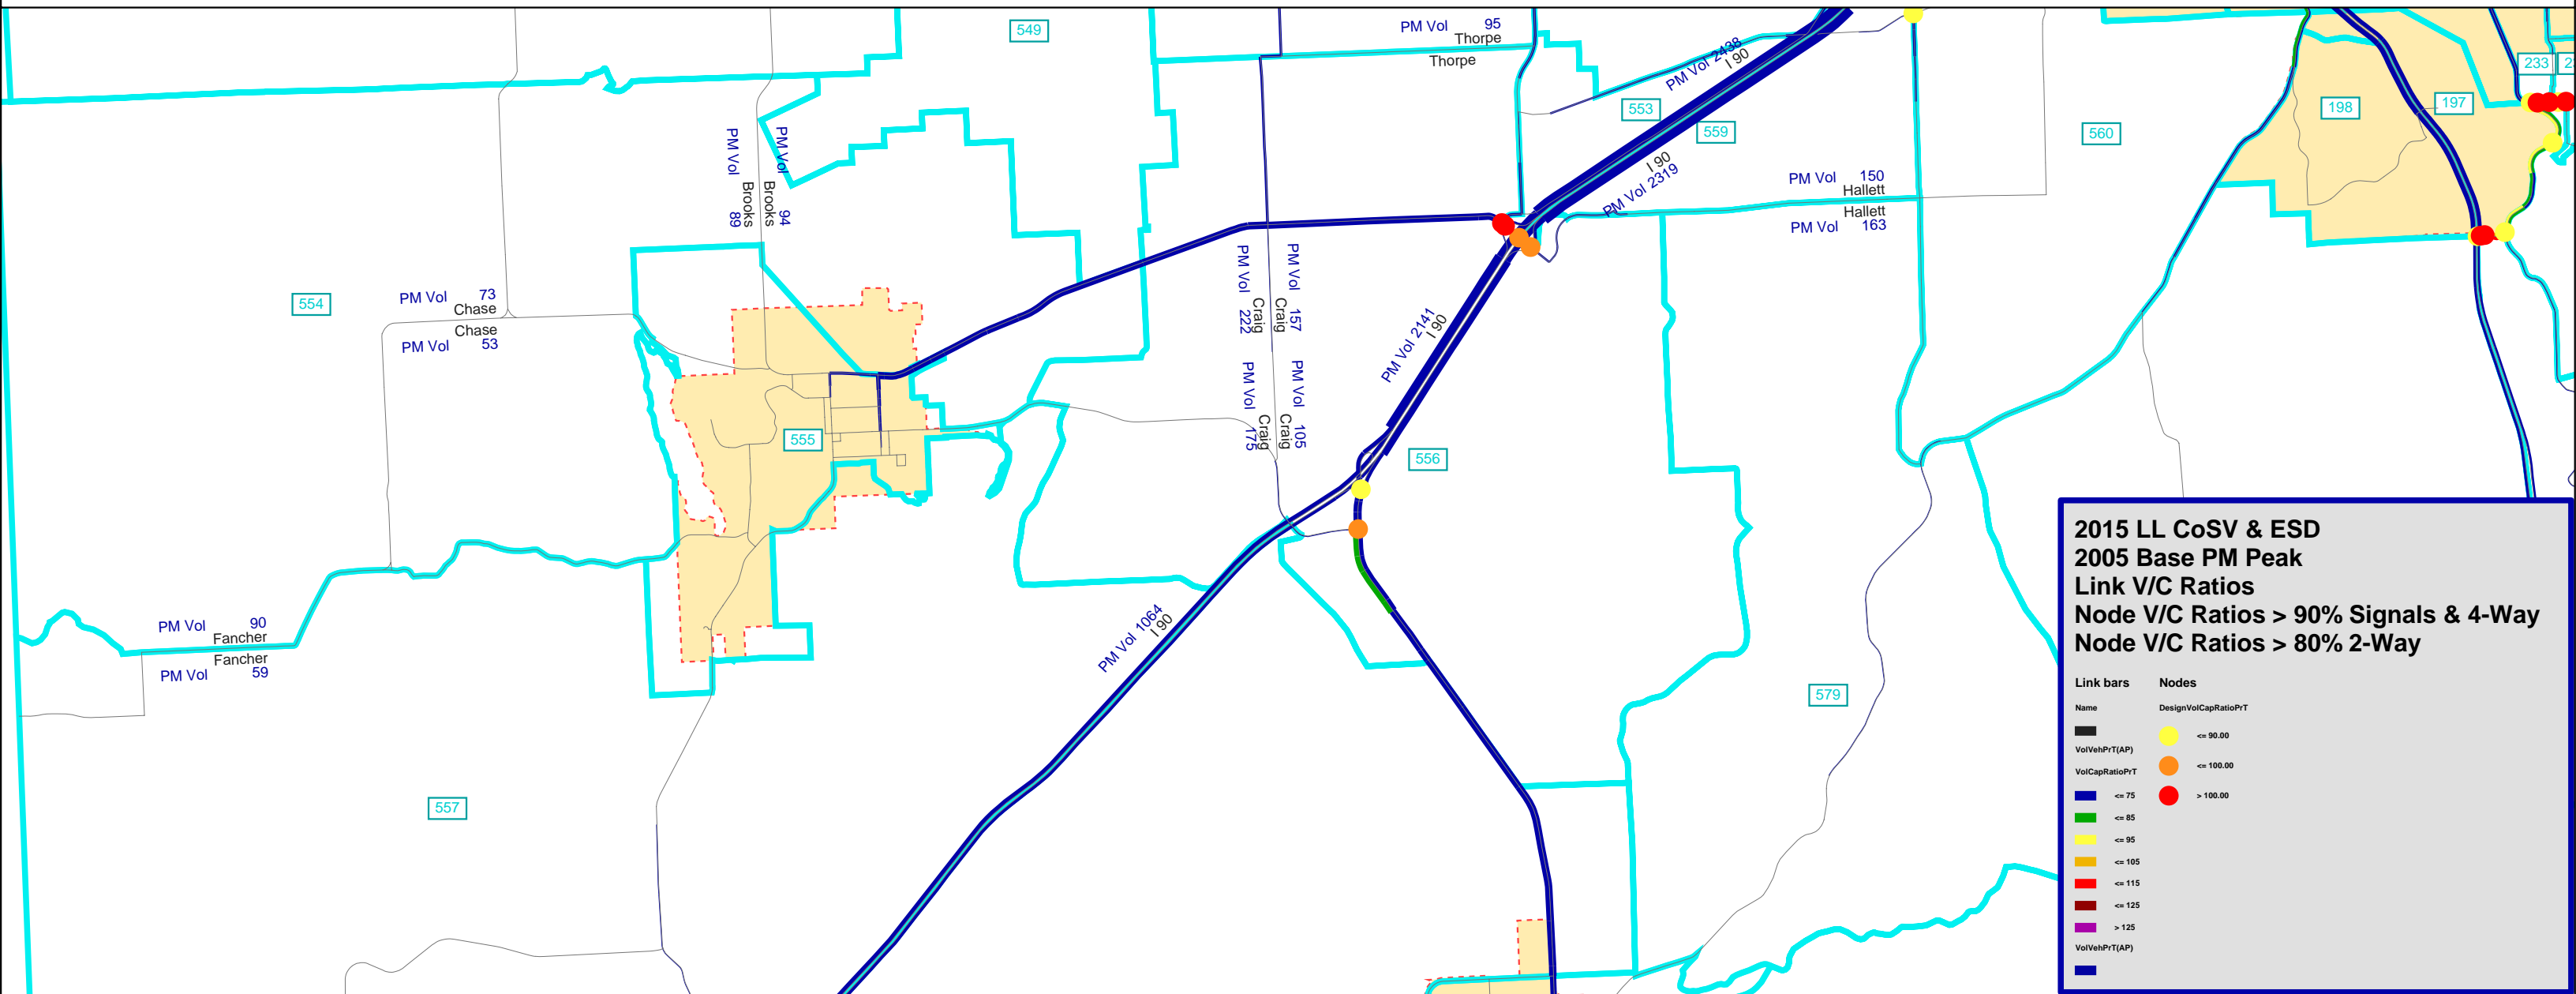 549
PM Vol 95
Thorpe
Thorpe
PM Vol 2438
I 90
553
559
I 90
PM Vol 2319
560
233
198
197
PM Vol
Brooks
89
PM Vol
Brooks
94
PM Vol 150
Hallett
Hallett
PM Vol 163
554
PM Vol 73
Chase
Chase
PM Vol 53
PM Vol
Craig
222
PM Vol
Craig
157
PM Vol
Craig
175
PM Vol
Craig
105
PM Vol 2141
I 90
555
556
PM Vol 90
Fancher
Fancher
PM Vol 59
PM Vol 1064
I 90
579
557
2015 LL CoSV & ESD
2005 Base PM Peak
Link V/C Ratios
Node V/C Ratios > 90% Signals & 4-Way
Node V/C Ratios > 80% 2-Way
Link bars Nodes
Name DesignVolCapRatioPrT
<= 90.00
VolVehPrT(AP)
<= 100.00
VolCapRatioPrT
<= 75 > 100.00
<= 85
<= 95
<= 105
<= 115
<= 125
> 125
VolVehPrT(AP)